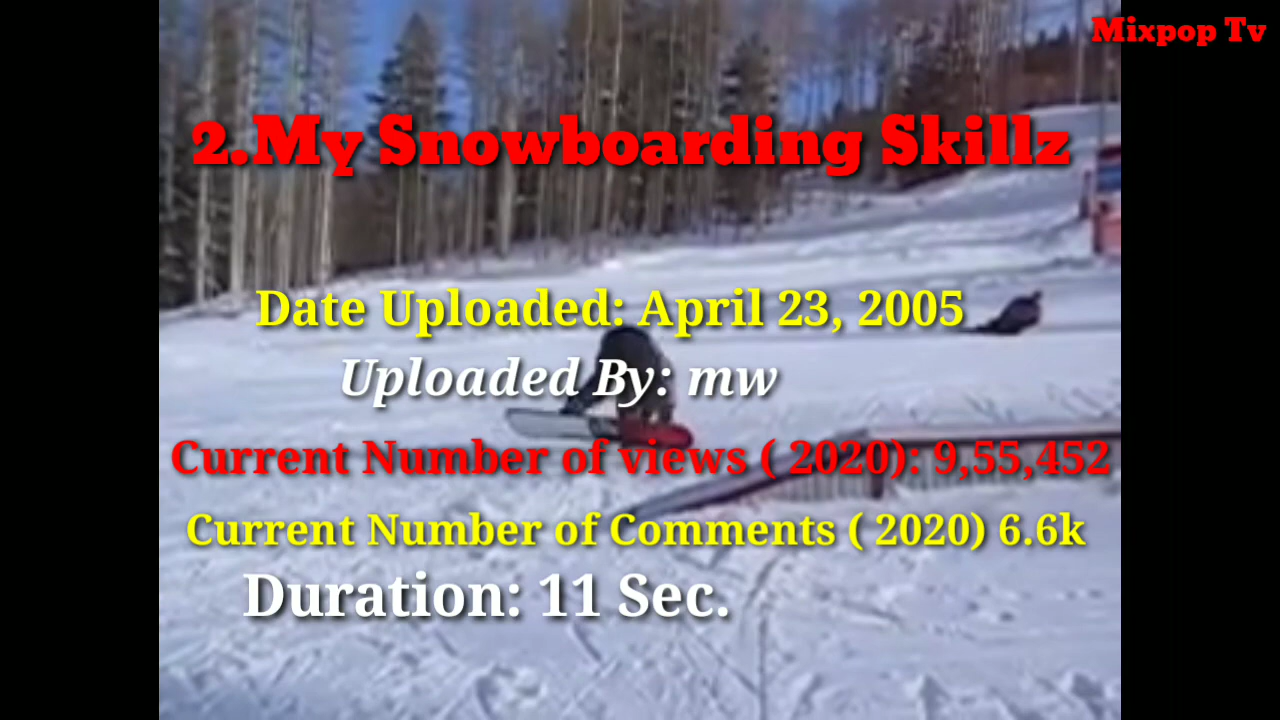 Mixpop Tv
2.My Snowboarding Skillz
Date Uploaded: April 23, 2005
Uploaded By: mw
Current Number of views ( 2020): 9,55,452
Current Number of Comments ( 2020) 6.6k
Duration: 11 Sec.